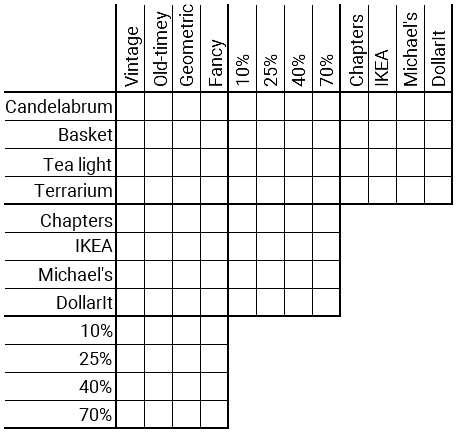 Vintage
Old-timey
Geometric
Fancy
10%
25%
40%
70%
Chapters
IKEA
Michael's
DollarIt
Candelabrum
Basket
Tea light
Terrarium
Chapters
IKEA
Michael's
DollarIt
10%
25%
40%
70%